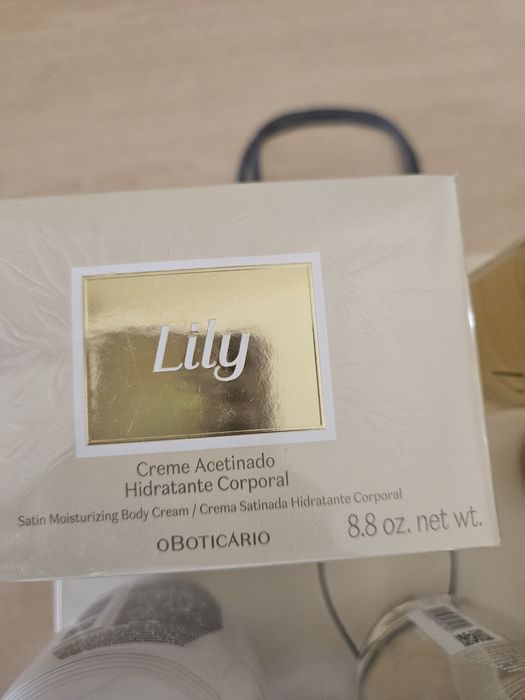 Lily
Creme Acetinado
Hidratante Corporal
Satin Moisturizing Body Cream / Crema Satinada Hidratante Corporal
8.8 oz. net wt.
oBOTICÁRIO